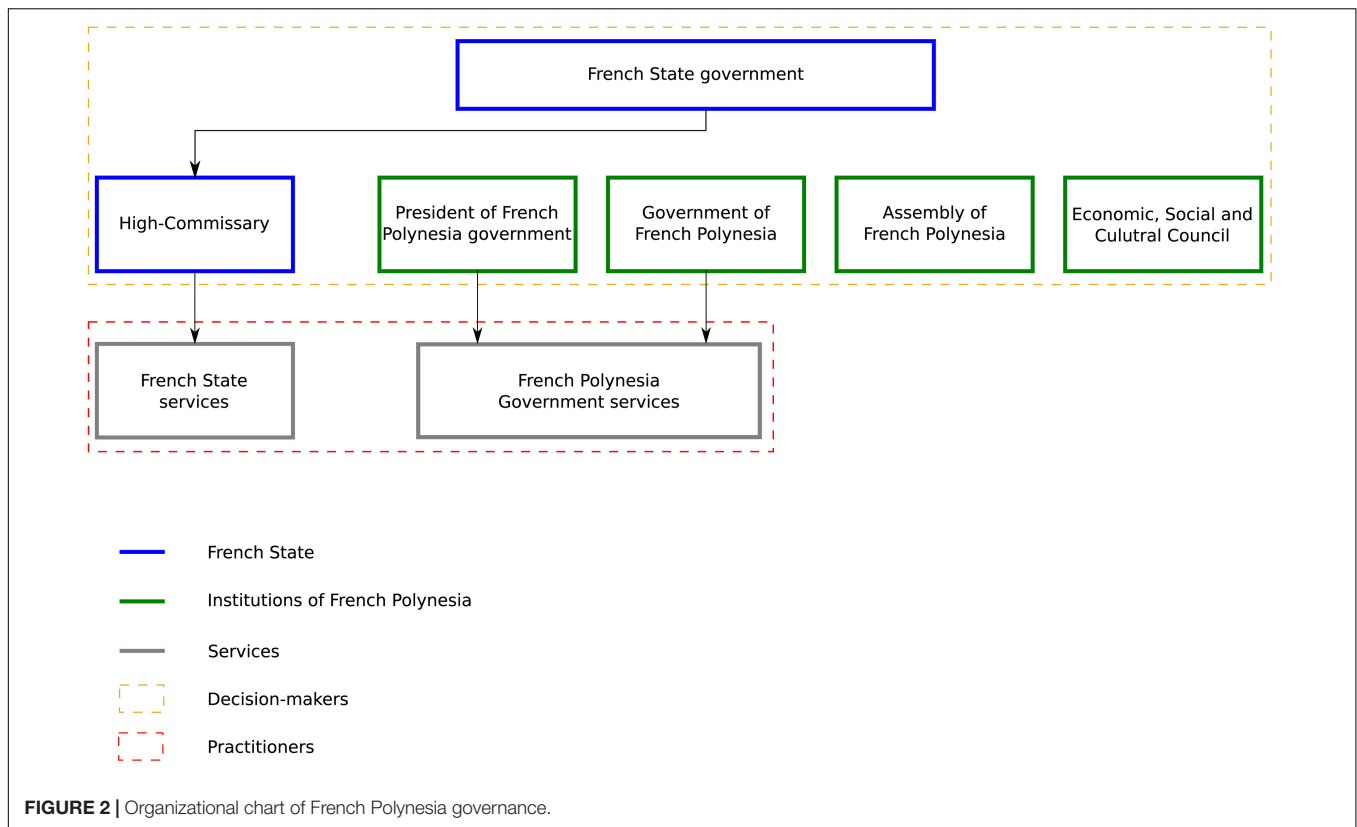 French State government
High-Commissary
President of French
Polynesia government
Government of
French Polynesia
Assembly of
French Polynesia
Economic, Social and
Culutral Council
French State
services
French Polynesia
Government services
French State
Institutions of French Polynesia
Services
Decision-makers
Practitioners
FIGURE 2 | Organizational chart of French Polynesia governance.